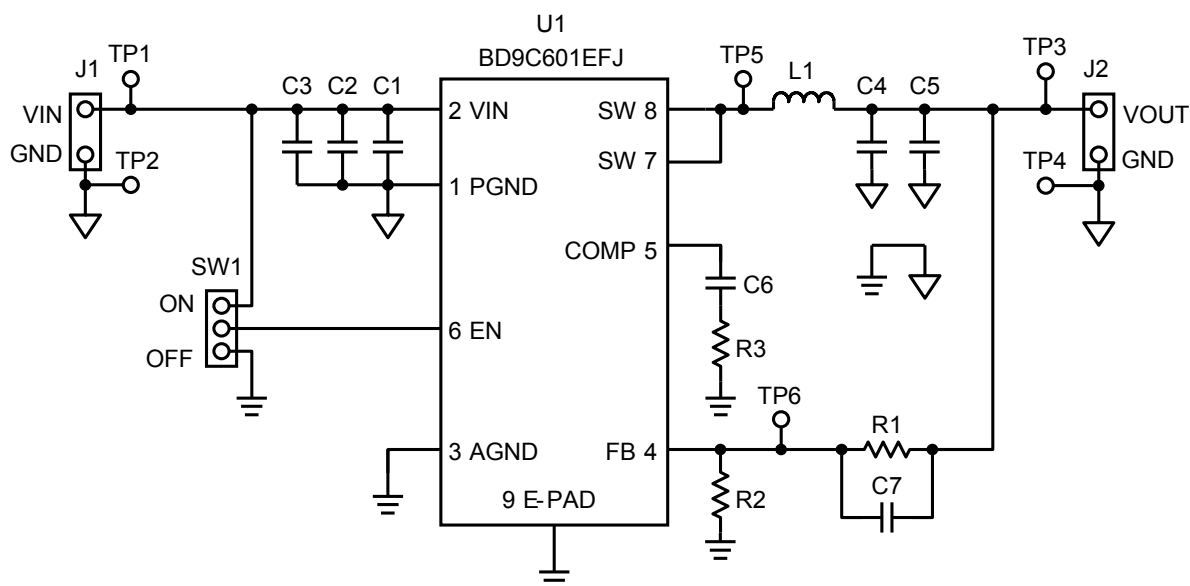 U1
BD9C601EFJ
TP1
J1
C3 C2 C1
TP5
L1
C4 C5
TP3
J2
VIN
GND
TP2
2 VIN
SW 8
SW 7
1 PGND
VOUT
GND
TP4
COMP 5
C6
R3
SW1
ON
OFF
6 EN
TP6
R1
3 AGND
FB 4
R2
C7
9 E-PAD